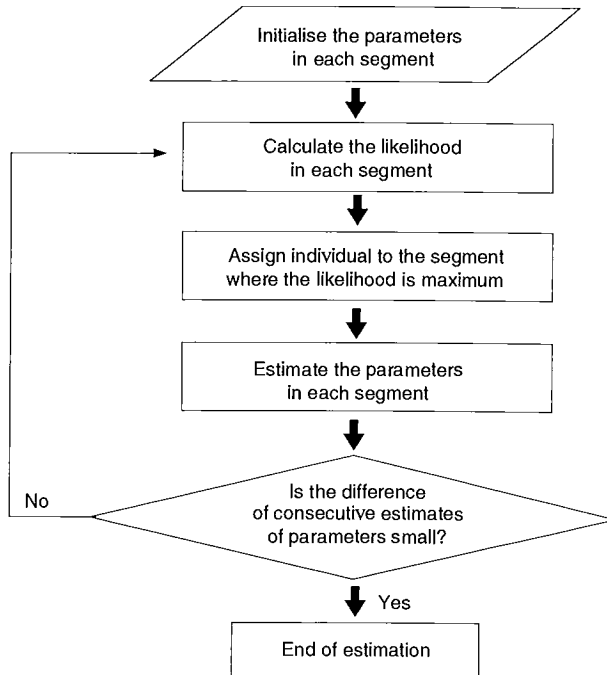 Initialise the parameters
in each segment
Calculate the likelihood
in each segment
Assign individual to the segment
where the likelihood is maximum
Estimate the parameters
in each segment
Is the difference
of consecutive estimates
of parameters small?
No
Yes
End of estimation